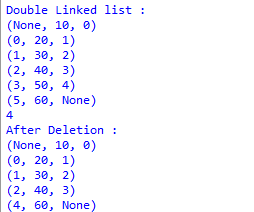 Double Linked list :
(None, 10, 0)
(0, 20, 1)
(1, 30, 2)
(2, 40, 3)
(3, 50, 4)
(5, 60, None)
4
After Deletion :
(None, 10, 0)
(0, 20, 1)
(1, 30, 2)
(2, 40, 3)
(4, 60, None)